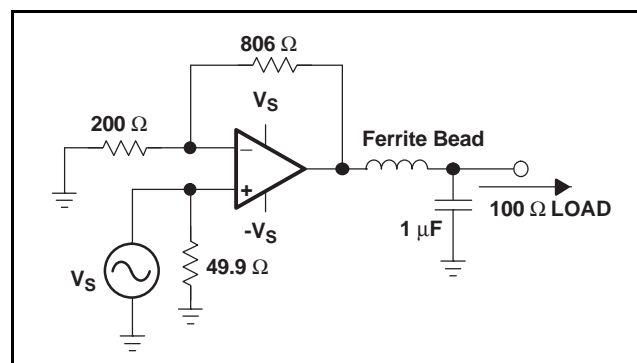 806 Ω
V_S
200 Ω
Ferrite Bead
−
+
-V_S
1 µF
100 Ω LOAD
V_S
49.9 Ω